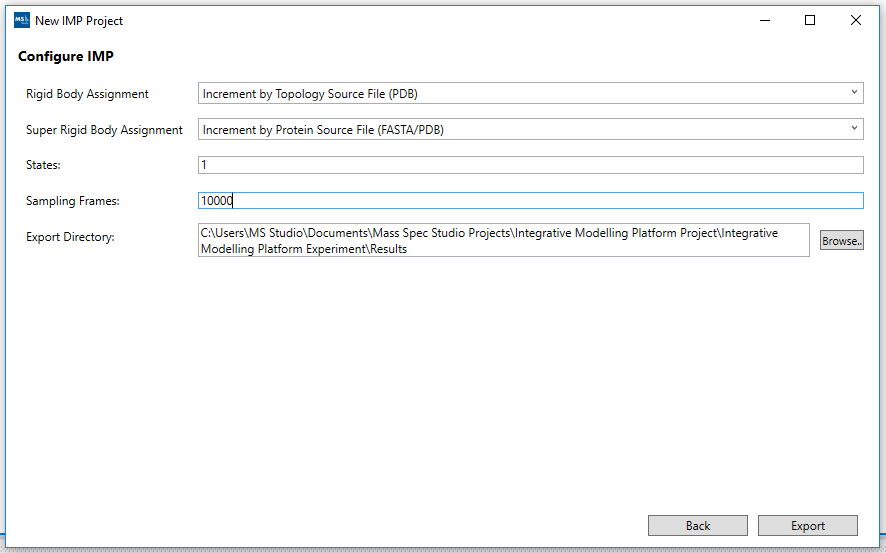 MS
New IMP Project
Configure IMP
Rigid Body Assignment
Increment by Topology Source File (PDB)
Super Rigid Body Assignment
Increment by Protein Source File (FASTA/PDB)
States:
1
Sampling Frames:
10000
Export Directory:
C:\Users\MS Studio\Documents\Mass Spec Studio Projects\Integrative Modelling Platform Project\Integrative
Modelling Platform Experiment\Results
Browse..
Back
Export